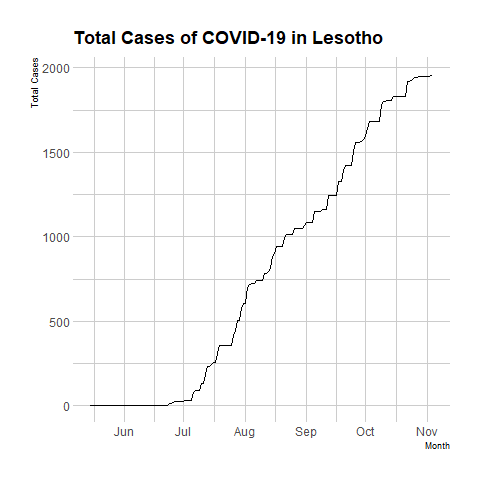 Total Cases of COVID-19 in Lesotho
Total Cases
2000
1500
1000
500
0
Jun Jul Aug Sep Oct Nov
Month